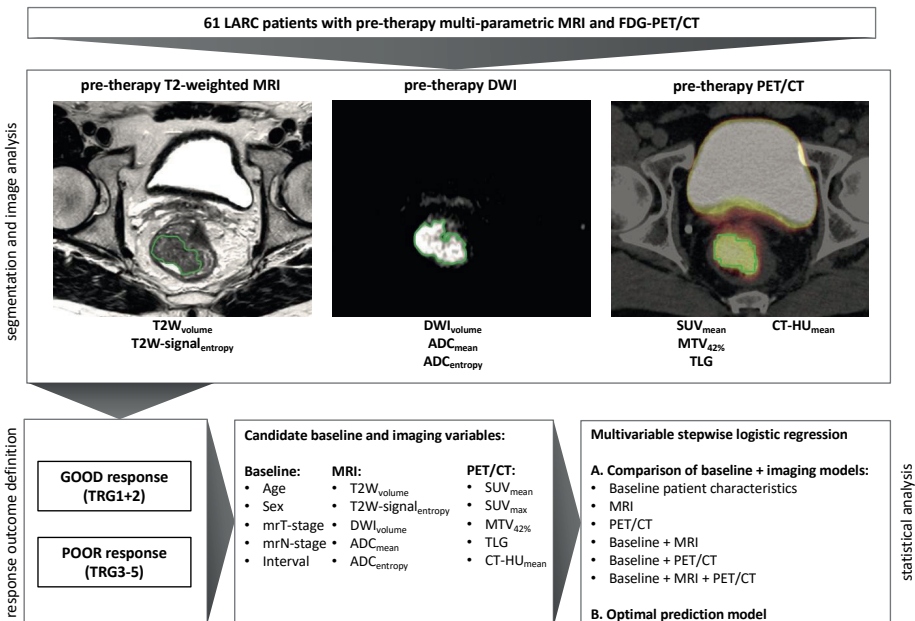 61 LARC patients with pre-therapy multi-parametric MRI and FDG-PET/CT
segmentation and image analysis
pre-therapy T2-weighted MRI
pre-therapy DWI
pre-therapy PET/CT
T2Wvolume
T2W-signalentropy
DWIvolume
ADCmean
ADCentropy
SUVmean
MTV42%
TLG
CT-HUmean
response outcome definition
GOOD response
(TRG1+2)
POOR response
(TRG3-5)
Candidate baseline and imaging variables:
Baseline:
• Age
• Sex
• mrT-stage
• mrN-stage
• Interval
MRI:
• T2Wvolume
• T2W-signalentropy
• DWIvolume
• ADCmean
• ADCentropy
PET/CT:
• SUVmean
• SUVmax
• MTV42%
• TLG
• CT-HUmean
Multivariable stepwise logistic regression
A. Comparison of baseline + imaging models:
• Baseline patient characteristics
• MRI
• PET/CT
• Baseline + MRI
• Baseline + PET/CT
• Baseline + MRI + PET/CT
B. Optimal prediction model
statistical analysis